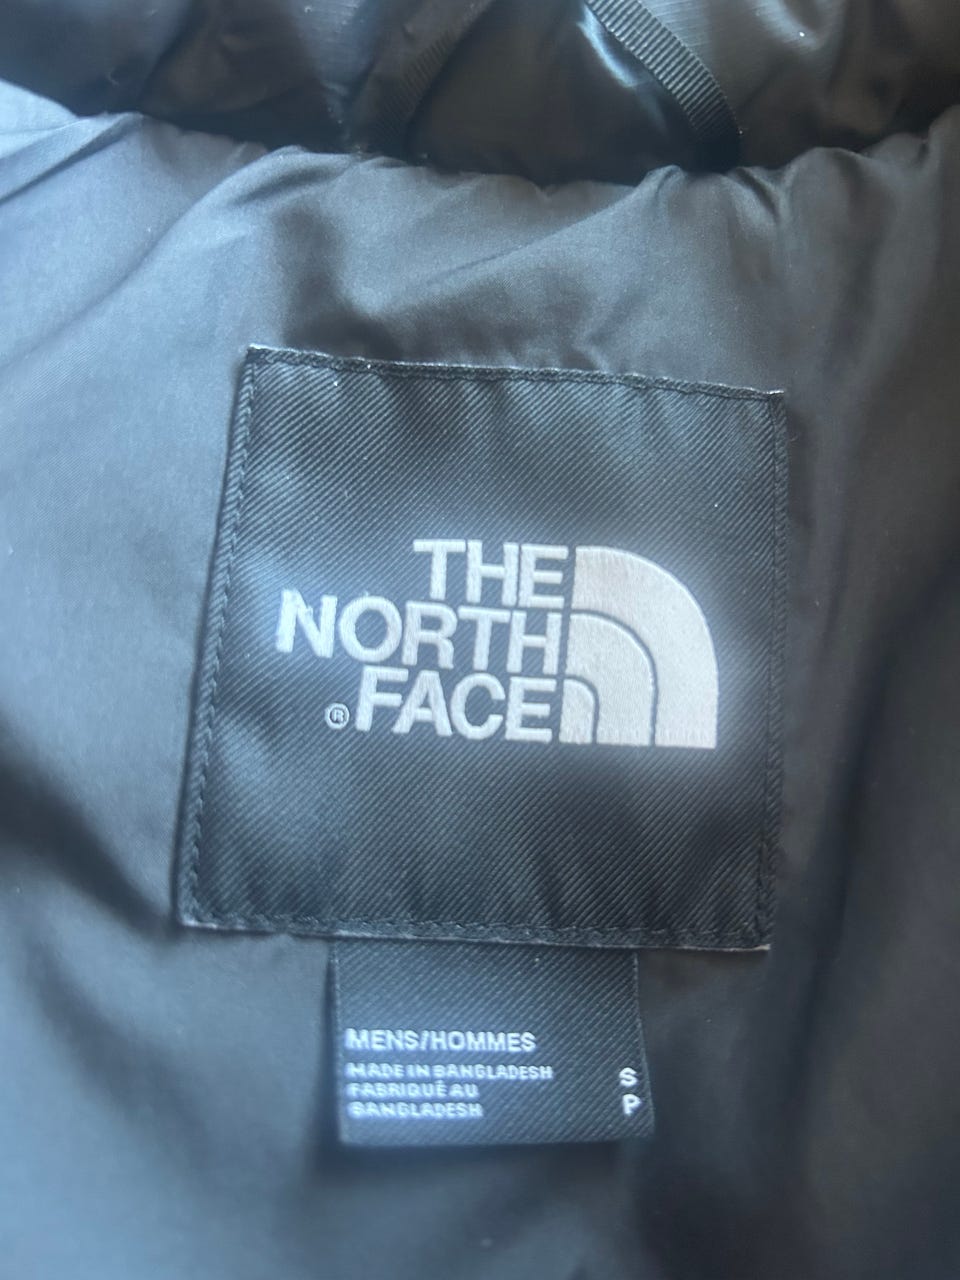 THE
NORTH
®FACE
MENS/HOMMES
MADE IN BANGLADESH
FABRIQUÉ AU
BANGLADESH
S
P